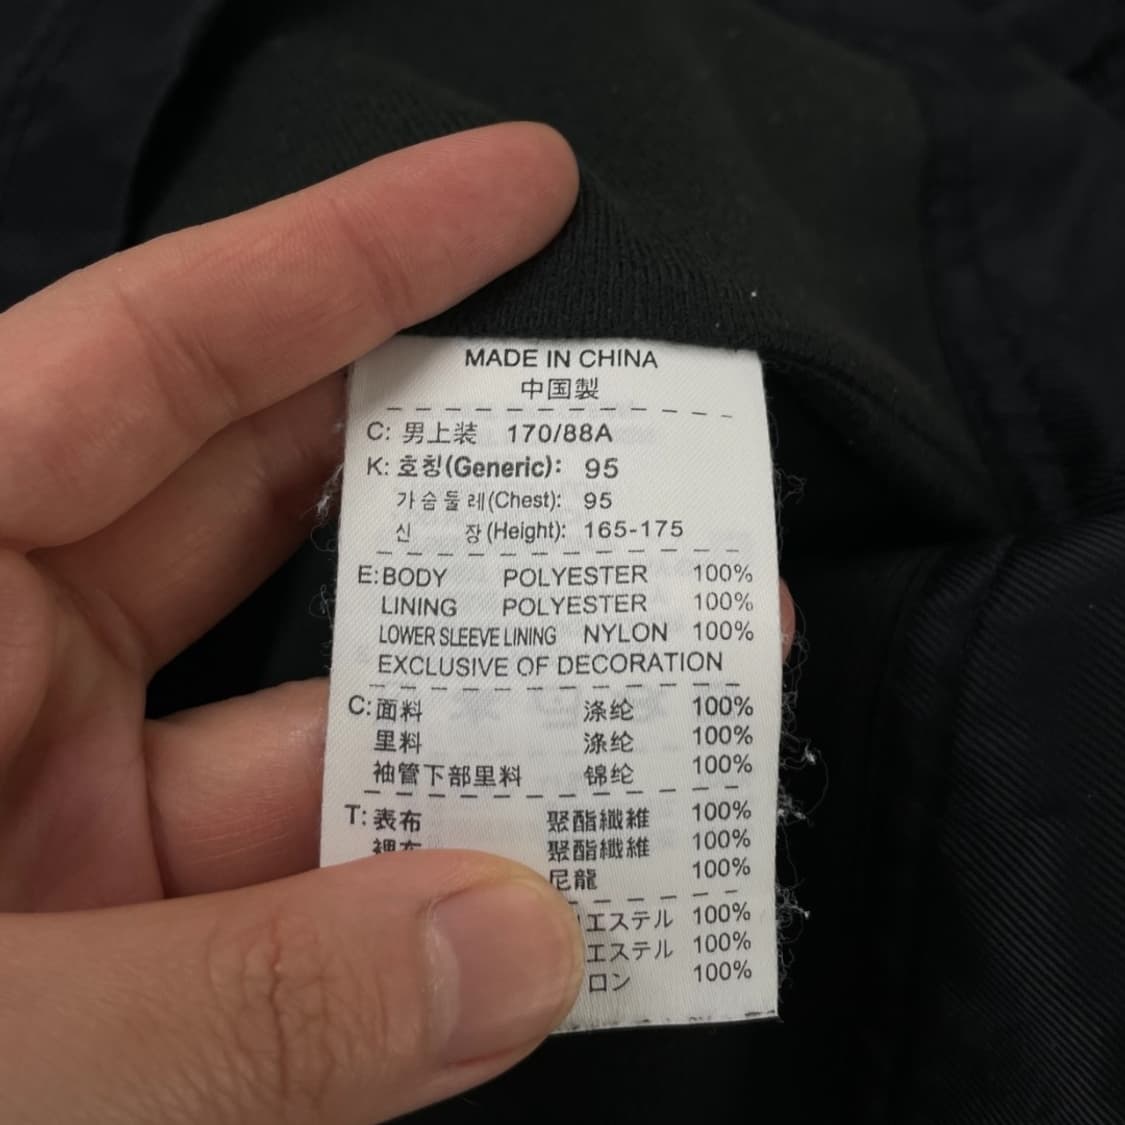 MADE IN CHINA
中国製
C: 男上装 170/88A
K: 호칭(Generic): 95
가슴둘레(Chest): 95
신 장(Height): 165-175
E:BODY POLYESTER 100%
LINING POLYESTER 100%
LOWER SLEEVE LINING NYLON 100%
EXCLUSIVE OF DECORATION
C:面料 涤纶 100%
里料 涤纶 100%
袖管下部里料 锦纶 100%
T:表布 聚酯纖維 100%
裡布 聚酯纖維 100%
尼龍 100%
エステル 100%
エステル 100%
ロン 100%